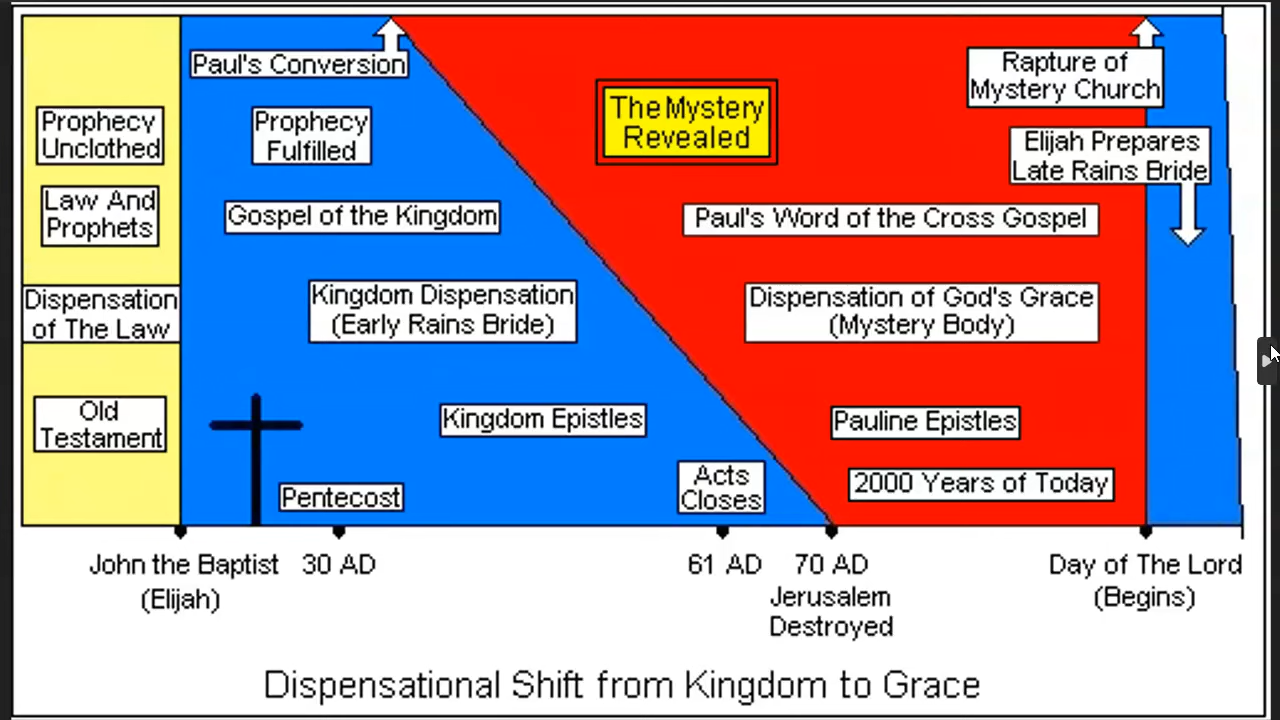 Paul's Conversion
Rapture of
Mystery Church
The Mystery
Revealed
Prophecy
Unclothed
Prophecy
Fulfilled
Elijah Prepares
Late Rains Bride
Law And
Prophets
Gospel of the Kingdom
Paul's Word of the Cross Gospel
Dispensation
of The Law
Kingdom Dispensation
(Early Rains Bride)
Dispensation of God's Grace
(Mystery Body)
Old
Testament
Kingdom Epistles
Pauline Epistles
Pentecost
Acts
Closes
2000 Years of Today
John the Baptist
(Elijah)
30 AD
61 AD
70 AD
Jerusalem
Destroyed
Day of The Lord
(Begins)
Dispensational Shift from Kingdom to Grace